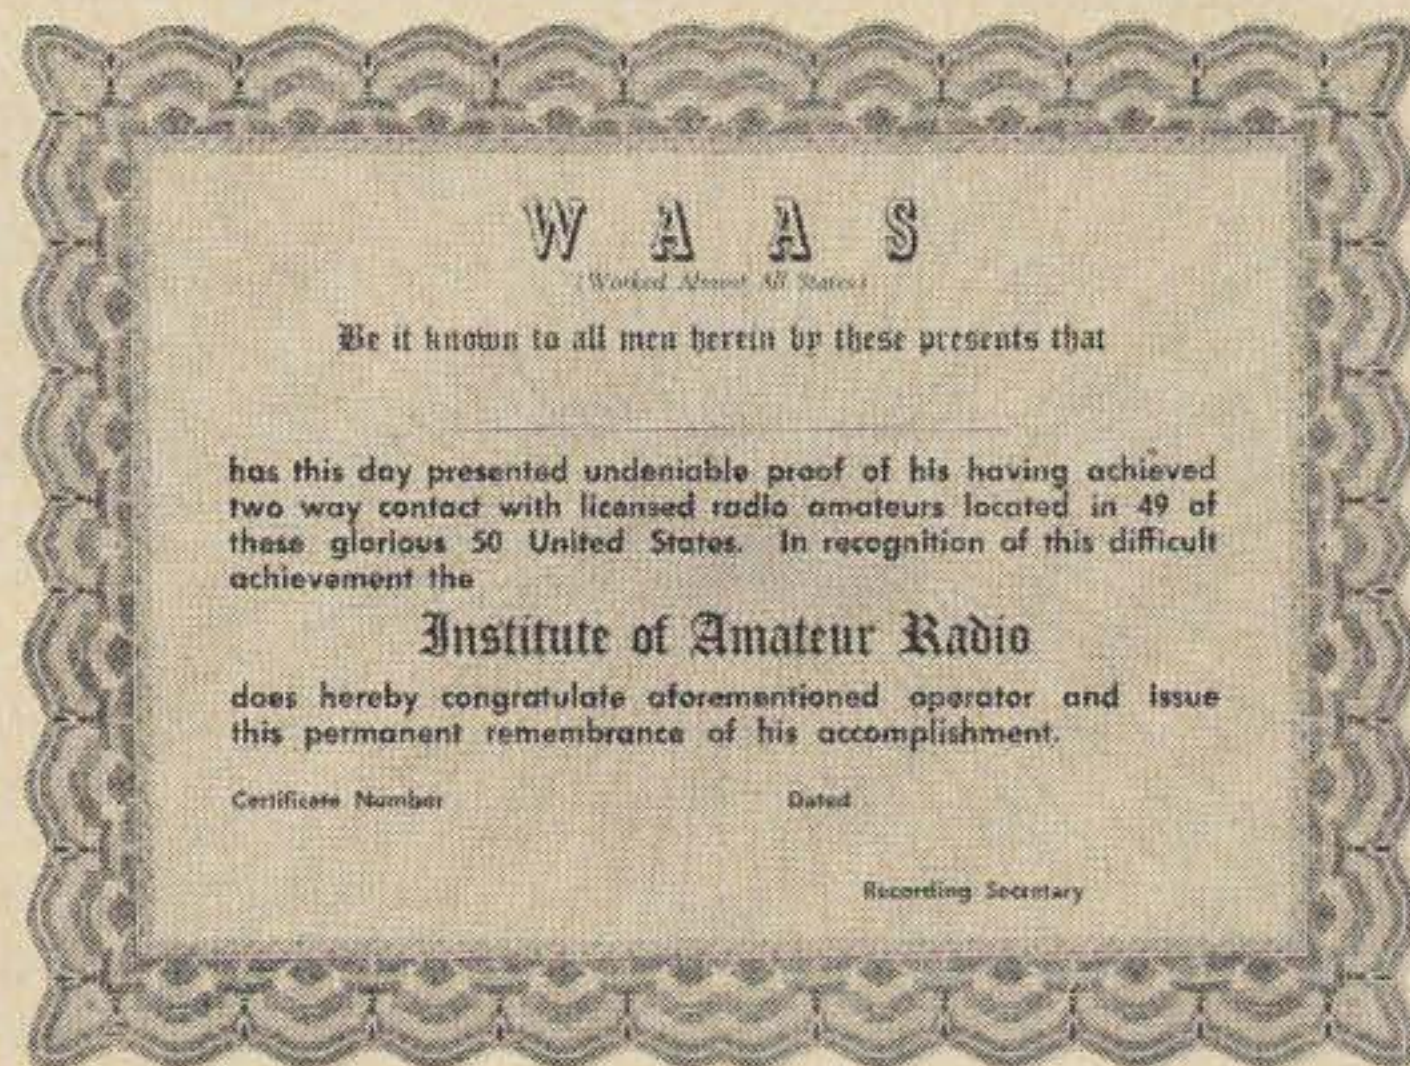 W A A S
(Worked Almost All States)
Be it known to all men herein by these presents that
has this day presented undeniable proof of his having achieved
two way contact with licensed radio amateurs located in 49 of
these glorious 50 United States. In recognition of this difficult
achievement the
Institute of Amateur Radio
does hereby congratulate aforementioned operator and issue
this permanent remembrance of his accomplishment.
Certificate Number Dated
Recording Secretary